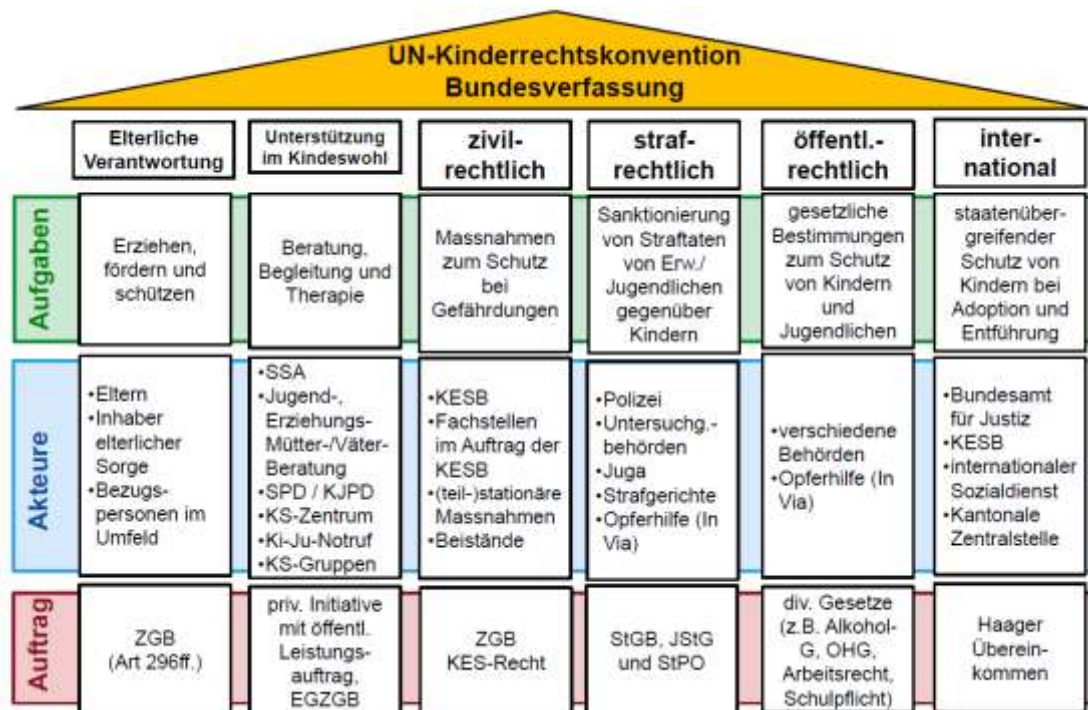 UN-Kinderrechtskonvention
Bundesverfassung
Elterliche
Verantwortung
Unterstützung
im Kindeswohl
zivil-
rechtlich
straf-
rechtlich
öffentl.-
rechtlich
inter-
national
Aufgaben
Erziehen,
fördern und
schützen
Beratung,
Begleitung und
Therapie
Massnahmen
zum Schutz
bei
Gefährdungen
Sanktionierung
von Straftaten
von Erw./
Jugendlichen
gegenüber
Kindern
gesetzliche
Bestimmungen
zum Schutz
von Kindern
und
Jugendlichen
staatenüber-
greifender
Schutz von
Kindern bei
Adoption und
Entführung
Akteure
•Eltern
•Inhaber
elterlicher
Sorge
•Bezugs-
personen im
Umfeld
•SSA
•Jugend-,
Erziehungs-
Mütter-/Väter-
Beratung
•SPD / KJPD
•KS-Zentrum
•Ki-Ju-Notruf
•KS-Gruppen
•KESB
•Fachstellen
im Auftrag der
KESB
•(teil-)stationäre
Massnahmen
•Beistände
•Polizei
•Untersuchg.-
behörden
•Juga
•Strafgerichte
•Opferhilfe (In
Via)
•verschiedene
Behörden
•Opferhilfe (In
Via)
•Bundesamt
für Justiz
•KESB
•internationaler
Sozialdienst
•Kantonale
Zentralstelle
Auftrag
ZGB
(Art 296ff.)
priv. Initiative
mit öffentl.
Leistungs-
auftrag,
EGZGB
ZGB
KES-Recht
StGB, JStG
und StPO
div. Gesetze
(z.B. Alkohol-
G, OHG,
Arbeitsrecht,
Schulpflicht)
Haager
Überein-
kommen